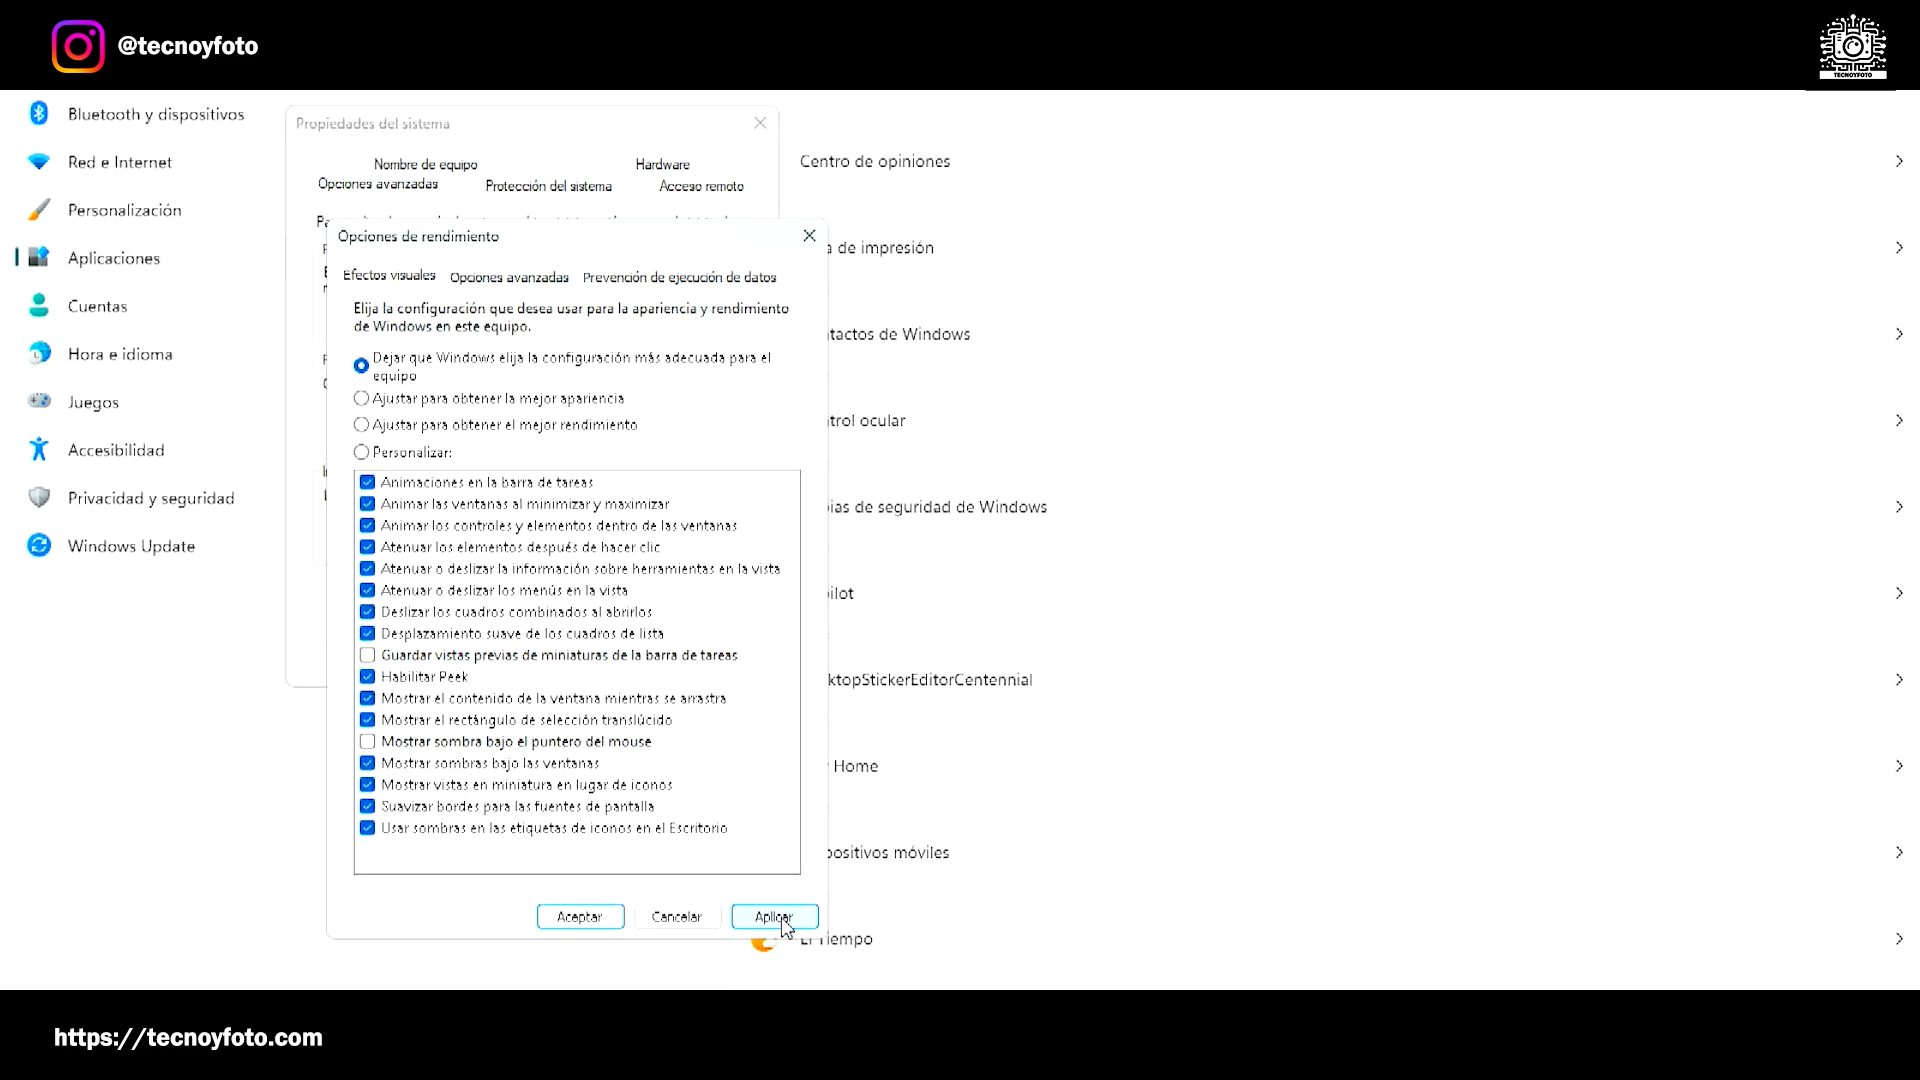 @tecnoyfoto
TECNOYFOTO
Bluetooth y dispositivos
Red e Internet
Personalización
Aplicaciones
Cuentas
Hora e idioma
Juegos
Accesibilidad
Privacidad y seguridad
Windows Update
Propiedades del sistema
Nombre de equipo
Hardware
Opciones avanzadas
Protección del sistema
Acceso remoto
Opciones de rendimiento
Efectos visuales
Opciones avanzadas
Prevención de ejecución de datos
Elija la configuración que desea usar para la apariencia y rendimiento
de Windows en este equipo.
Dejar que Windows elija la configuración más adecuada para el
equipo
Ajustar para obtener la mejor apariencia
Ajustar para obtener el mejor rendimiento
Personalizar:
Animaciones en la barra de tareas
Animar las ventanas al minimizar y maximizar
Animar los controles y elementos dentro de las ventanas
Atenuar los elementos después de hacer clic
Atenuar o deslizar la información sobre herramientas en la vista
Atenuar o deslizar los menús en la vista
Deslizar los cuadros combinados al abrirlos
Desplazamiento suave de los cuadros de lista
Guardar vistas previas de miniaturas de la barra de tareas
Habilitar Peek
Mostrar el contenido de la ventana mientras se arrastra
Mostrar el rectángulo de selección translúcido
Mostrar sombra bajo el puntero del mouse
Mostrar sombras bajo las ventanas
Mostrar vistas en miniatura en lugar de iconos
Suavizar bordes para las fuentes de pantalla
Usar sombras en las etiquetas de iconos en el Escritorio
Aceptar
Cancelar
Aplicar
Centro de opiniones
de impresión
de Windows
ocular
de seguridad de Windows
Home
móviles
Tiempo
https://tecnoyfoto.com